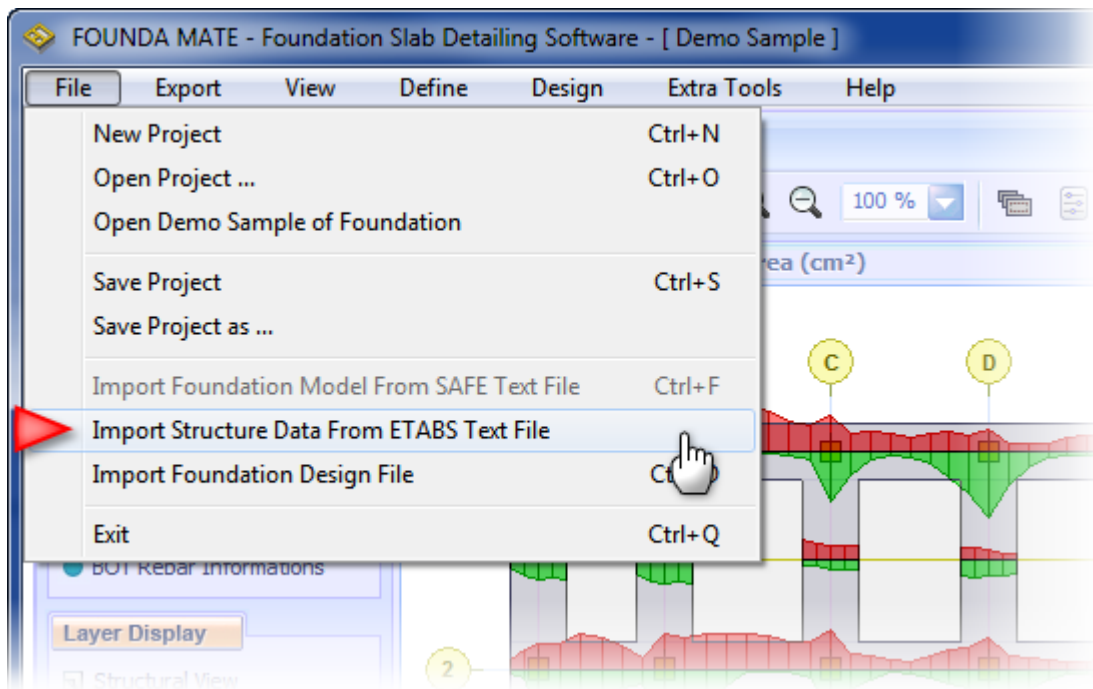 FOUNDA MATE - Foundation Slab Detailing Software - [ Demo Sample ]
File Export View Define Design Extra Tools Help
New Project Ctrl+N
Open Project ... Ctrl+O
Open Demo Sample of Foundation
100 %
Save Project Ctrl+S
(cm²)
Save Project as ...
C D
Import Foundation Model From SAFE Text File Ctrl+F
Import Structure Data From ETABS Text File
Import Foundation Design File
Exit Ctrl+Q
BOT Rebar Informations
Layer Display
2
Structural View